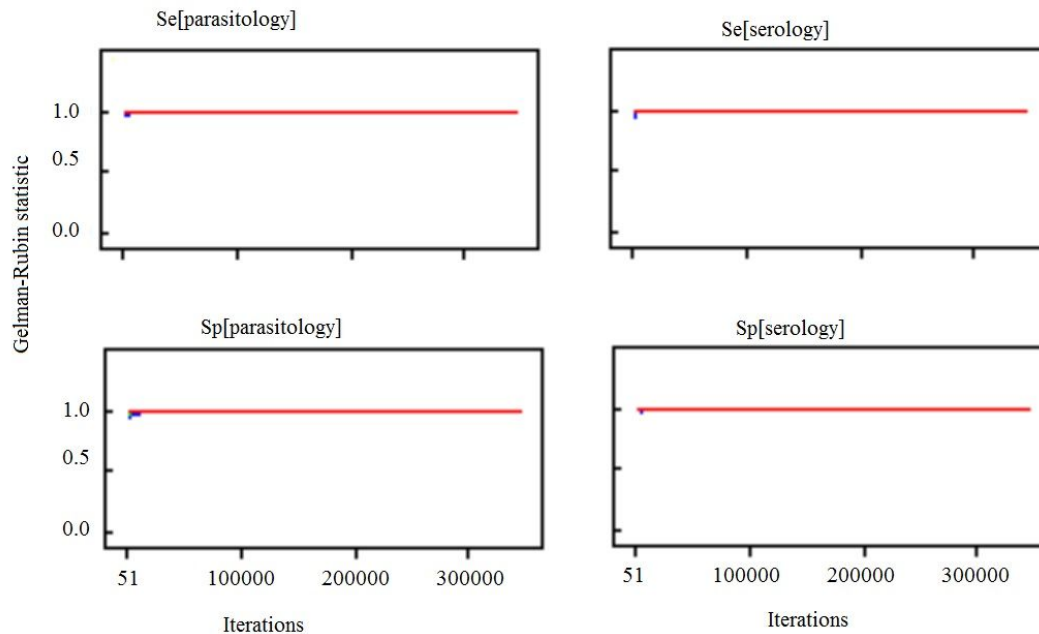 Se[parasitology]
Se[serology]
Gelman-Rubin statistic
1.0
0.5
0.0
Sp[parasitology]
Sp[serology]
1.0
0.5
0.0
51 100000 200000 300000
51 100000 200000 300000
Iterations
Iterations